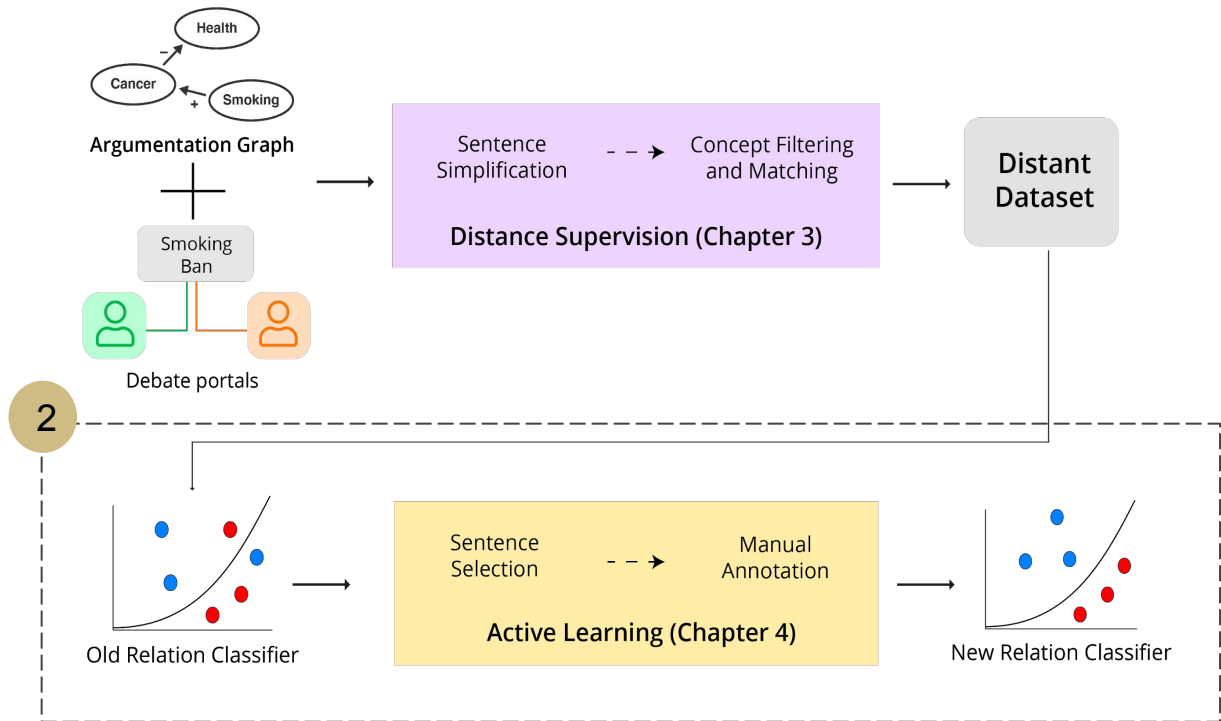 Health
–
Cancer
Smoking
+
Argumentation Graph
Smoking
Ban
Debate portals
Sentence
Simplification
Concept Filtering
and Matching
Distance Supervision (Chapter 3)
Distant
Dataset
2
Old Relation Classifier
Sentence
Selection
Manual
Annotation
Active Learning (Chapter 4)
New Relation Classifier